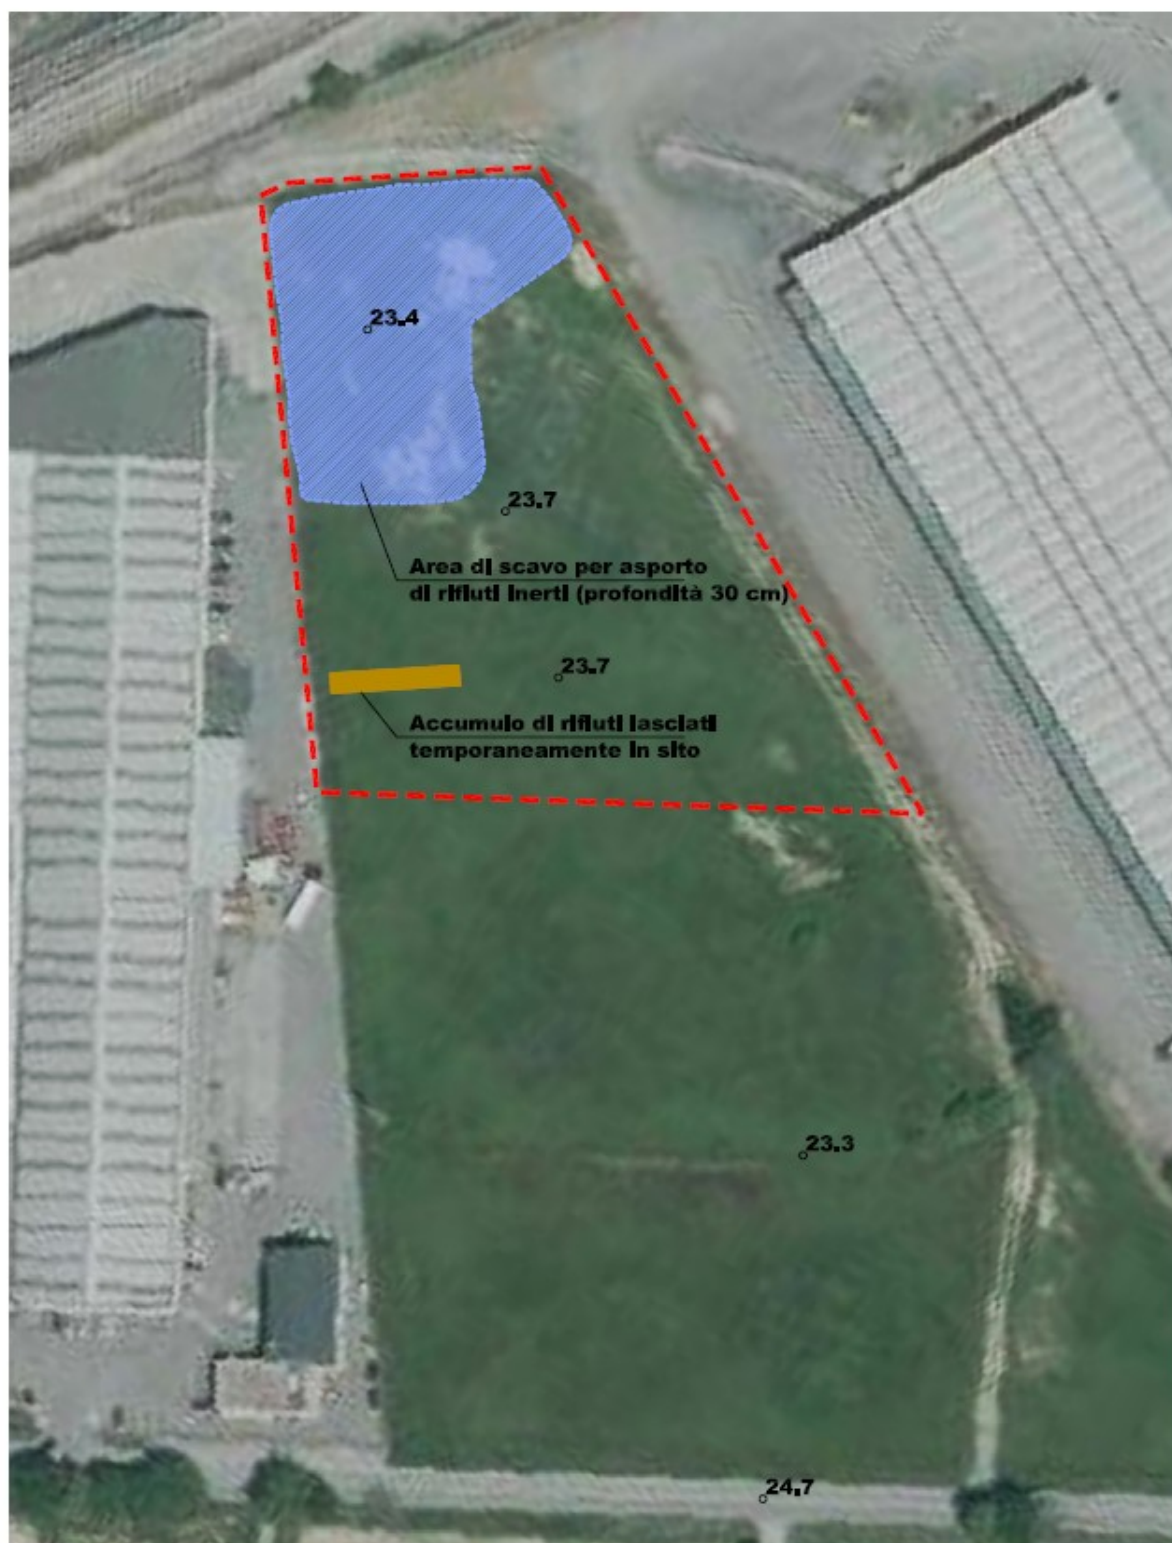 23.4
23.7
Area di scavo per asporto
di rifiuti inerti (profondità 30 cm)
23.7
Accumulo di rifiuti lasciati
temporaneamente in sito
23.3
24.7